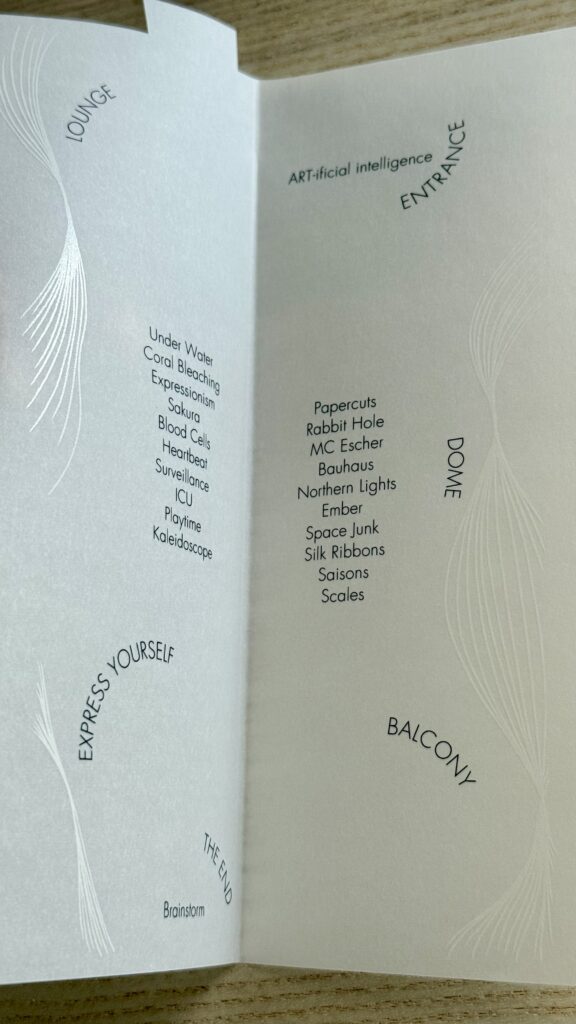 LOUNGE
Under Water
Coral Bleaching
Expressionism
Sakura
Blood Cells
Heartbeat
Surveillance
ICU
Playtime
Kaleidoscope
EXPRESS YOURSELF
THE END
Brainstorm
ENTRANCE
ART-ificial intelligence
DOME
Papercuts
Rabbit Hole
MC Escher
Bauhaus
Northern Lights
Ember
Space Junk
Silk Ribbons
Saisons
Scales
BALCONY